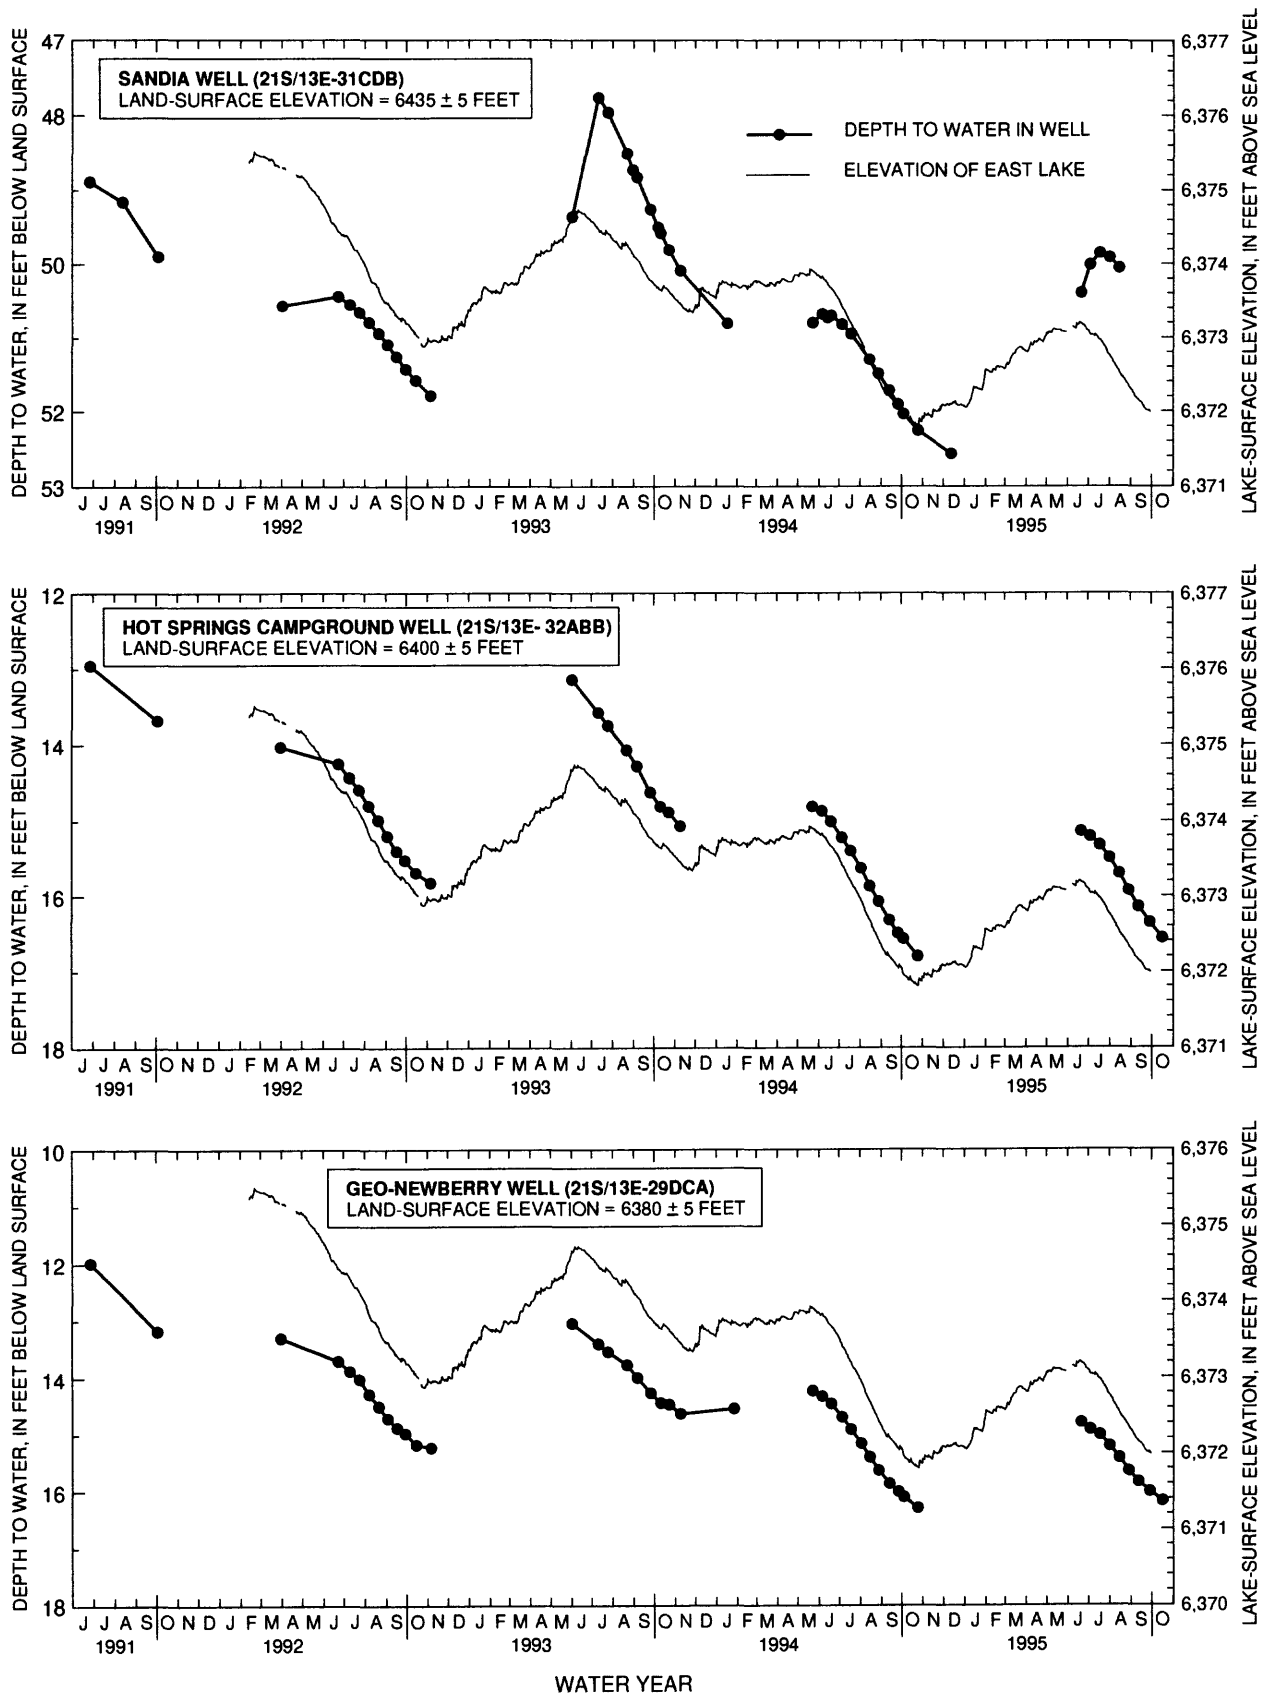 DEPTH TO WATER, IN FEET BELOW LAND SURFACE
47
48
50
52
53
SANDIA WELL (21S/13E-31CDB)
LAND-SURFACE ELEVATION = 6435 ± 5 FEET
DEPTH TO WATER IN WELL
ELEVATION OF EAST LAKE
6,377
6,376
6,375
6,374
6,373
6,372
6,371
LAKE-SURFACE ELEVATION, IN FEET ABOVE SEA LEVEL
J J A S O N D J F M A M J J A S O N D J F M A M J J A S O N D J F M A M J J A S O N D J F M A M J J A S O
1991 1992 1993 1994 1995
DEPTH TO WATER, IN FEET BELOW LAND SURFACE
12
14
16
18
HOT SPRINGS CAMPGROUND WELL (21S/13E- 32ABB)
LAND-SURFACE ELEVATION = 6400 ± 5 FEET
6,377
6,376
6,375
6,374
6,373
6,372
6,371
LAKE-SURFACE ELEVATION, IN FEET ABOVE SEA LEVEL
J J A S O N D J F M A M J J A S O N D J F M A M J J A S O N D J F M A M J J A S O N D J F M A M J J A S O
1991 1992 1993 1994 1995
DEPTH TO WATER, IN FEET BELOW LAND SURFACE
10
12
14
16
18
GEO-NEWBERRY WELL (21S/13E-29DCA)
LAND-SURFACE ELEVATION = 6380 ± 5 FEET
6,376
6,375
6,374
6,373
6,372
6,371
6,370
LAKE-SURFACE ELEVATION, IN FEET ABOVE SEA LEVEL
J J A S O N D J F M A M J J A S O N D J F M A M J J A S O N D J F M A M J J A S O N D J F M A M J J A S O
1991 1992 1993 1994 1995
WATER YEAR